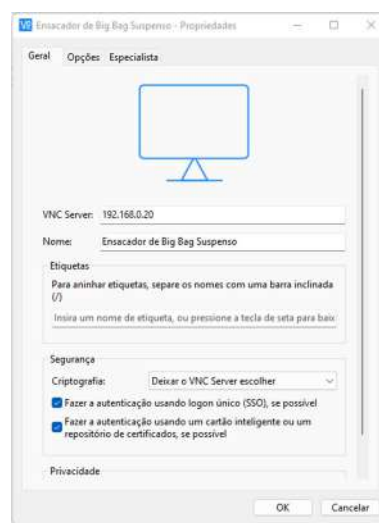 Ensacador de Big Bag Suspenso - Propriedades
Geral Opções Especialista
VNC Server: 192.168.0.20
Nome: Ensacador de Big Bag Suspenso
Etiquetas
Para aninhar etiquetas, separe os nomes com uma barra inclinada
(/)
Insira um nome de etiqueta, ou pressione a tecla de seta para baix
Segurança
Criptografia: Deixar o VNC Server escolher
Fazer a autenticação usando logon único (SSO), se possível
Fazer a autenticação usando um cartão inteligente ou um
repositório de certificados, se possível
Privacidade
OK Cancelar